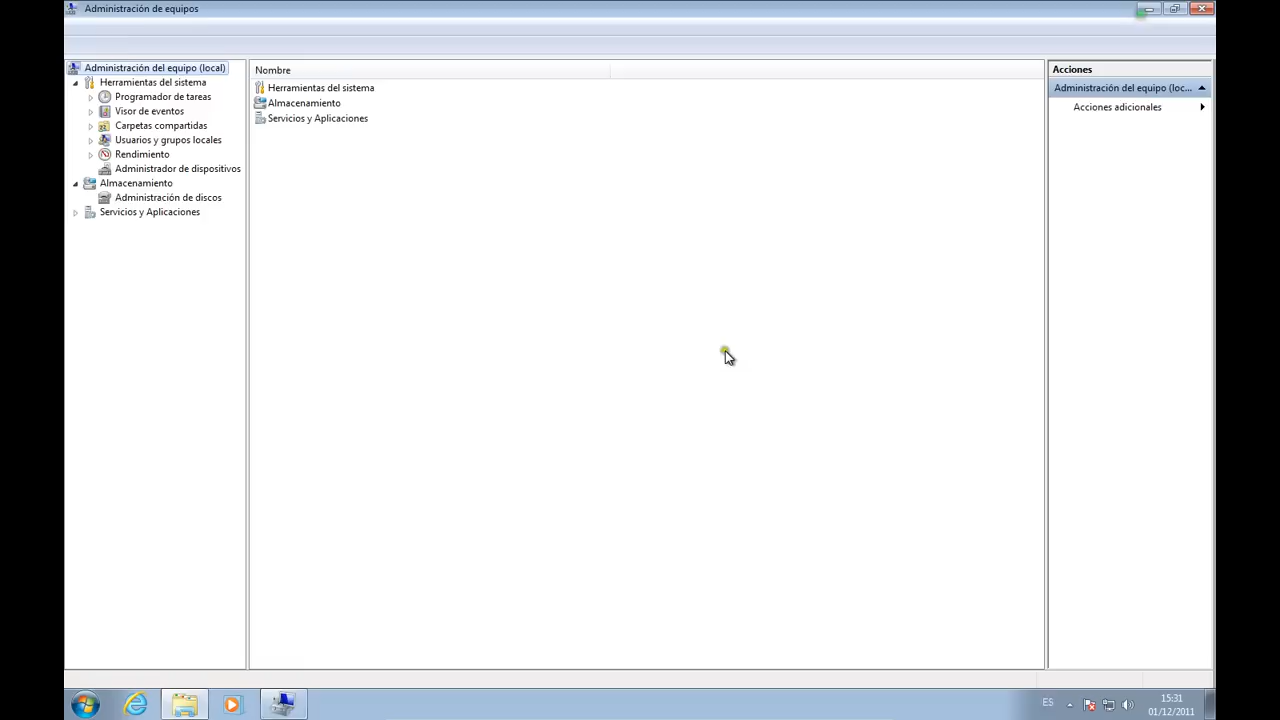 Administración de equipos
Administración del equipo (local)
Herramientas del sistema
Programador de tareas
Visor de eventos
Carpetas compartidas
Usuarios y grupos locales
Rendimiento
Administrador de dispositivos
Almacenamiento
Administración de discos
Servicios y Aplicaciones
Nombre
Herramientas del sistema
Almacenamiento
Servicios y Aplicaciones
Acciones
Administración del equipo (loc...
Acciones adicionales
ES
15:31
01/12/2011